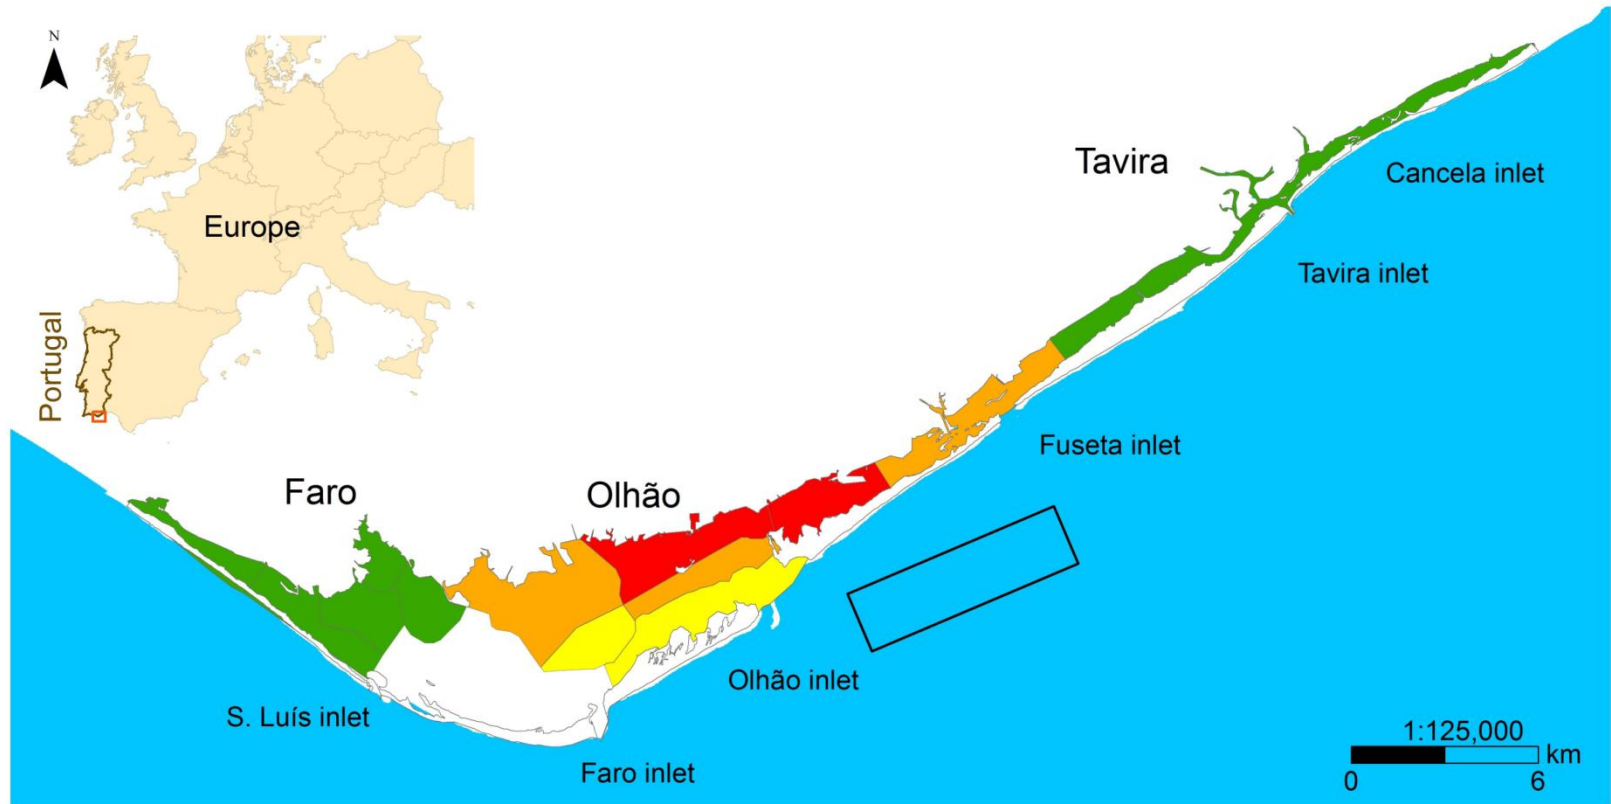 N
Europe
Portugal
Tavira
Cancela inlet
Tavira inlet
Fuseta inlet
Faro
Olhão
Olhão inlet
S. Luís inlet
Faro inlet
1:125,000
km
0 6